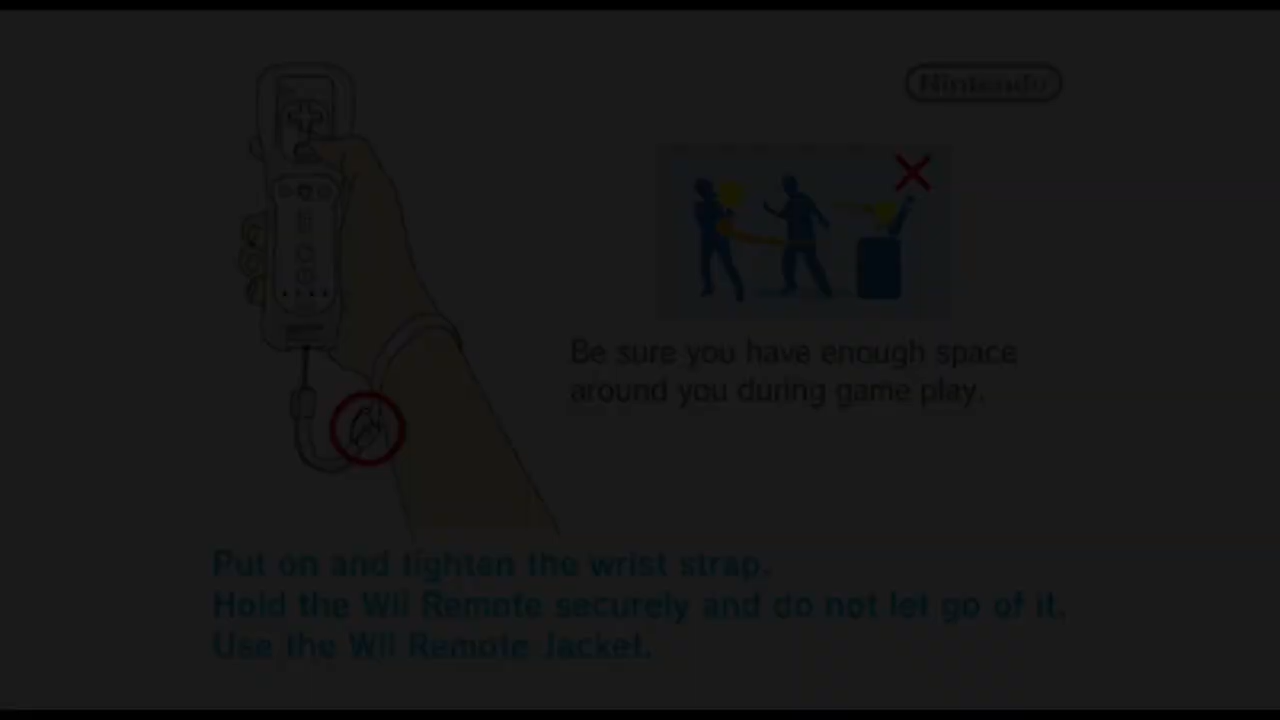 Nintendo
Be sure you have enough space
around you during game play.
Put on and tighten the wrist strap.
Hold the Wii Remote securely and do not let go of it.
Use the Wii Remote Jacket.